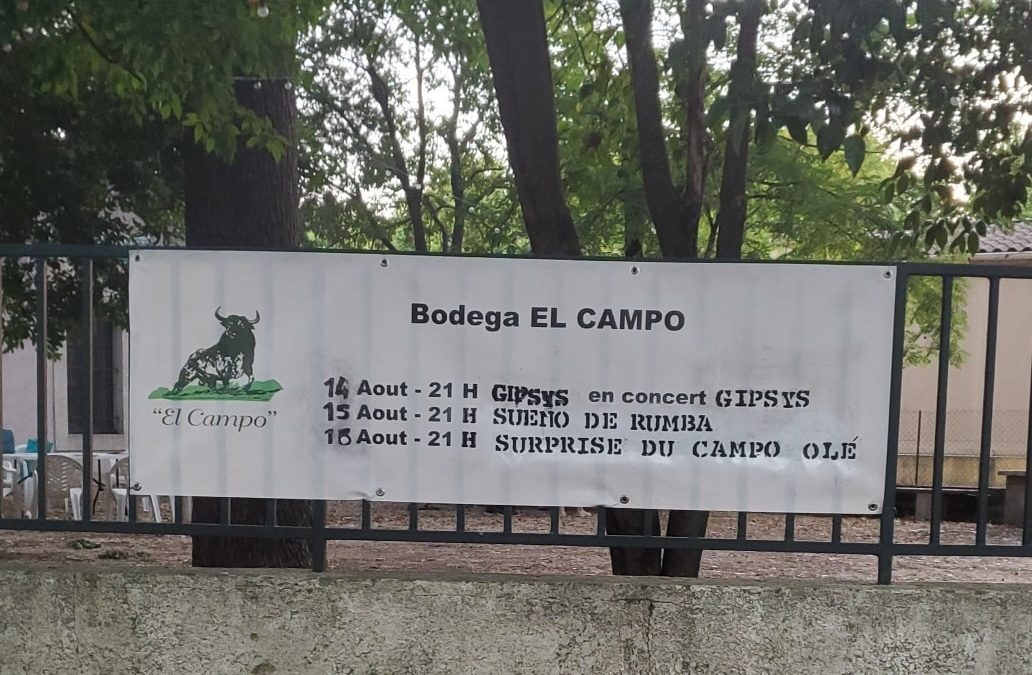 Bodega EL CAMPO
14 Aout - 21 H GIPSYS en concert GIPSYS
15 Aout - 21 H SUENO DE RUMBA
16 Aout - 21 H SURPRISE DU CAMPO OLÉ
"El Campo"